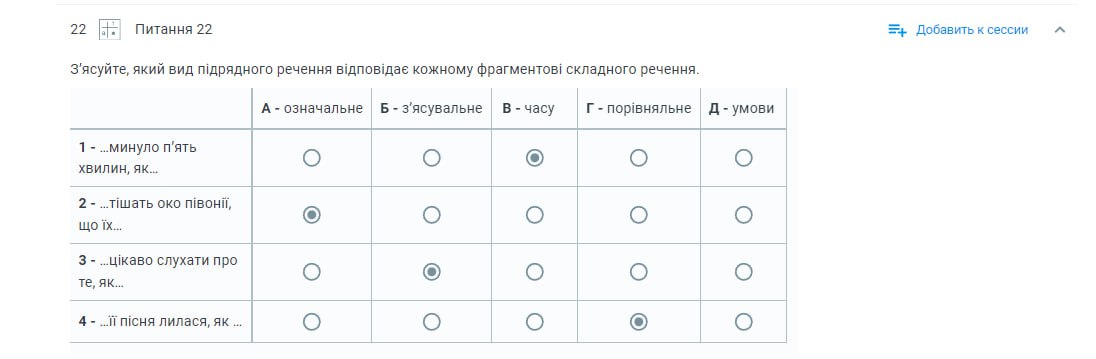 22 Питання 22 Добавить к сессии
З’ясуйте, який вид підрядного речення відповідає кожному фрагментові складного речення.
А - означальне Б - з’ясувальне В - часу Г - порівняльне Д - умови
1 - ...минуло п’ять
хвилин, як...
2 - ...тішать око півонії,
що їх...
3 - ...цікаво слухати про
те, як...
4 - ...її пісня лилася, як ...